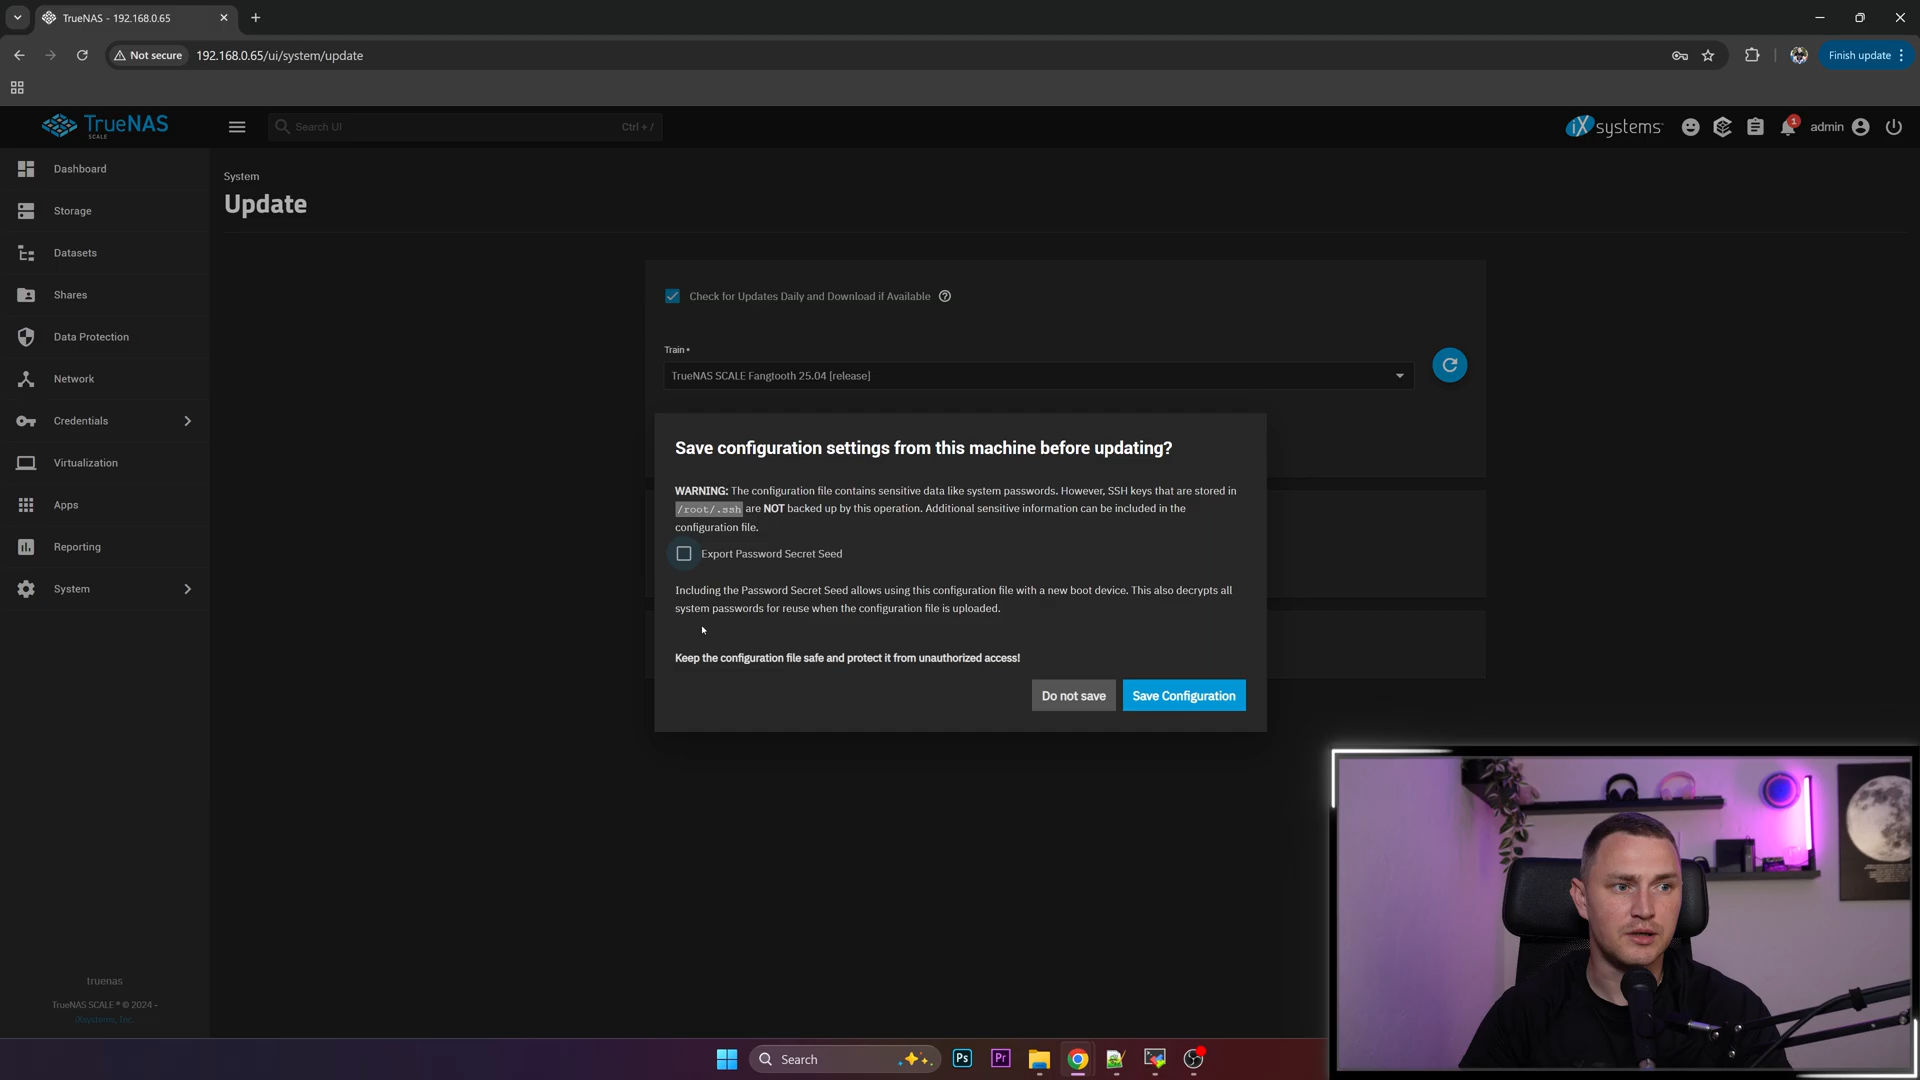 TrueNAS - 192.168.0.65
Not secure
192.168.0.65/ui/system/update
Finish update
TrueNAS
SCALE
Search UI
Ctrl + /
iXsystems
1
admin
Dashboard
Storage
Datasets
Shares
Data Protection
Network
Credentials
Virtualization
Apps
Reporting
System
System
Update
Check for Updates Daily and Download if Available
Train *
TrueNAS SCALE Fangtooth 25.04 [release]
Save configuration settings from this machine before updating?
WARNING: The configuration file contains sensitive data like system passwords. However, SSH keys that are stored in
/root/.ssh are NOT backed up by this operation. Additional sensitive information can be included in the
configuration file.
Export Password Secret Seed
Including the Password Secret Seed allows using this configuration file with a new boot device. This also decrypts all
system passwords for reuse when the configuration file is uploaded.
Keep the configuration file safe and protect it from unauthorized access!
Do not save
Save Configuration
truenas
TrueNAS SCALE ® © 2024 -
iXsystems, Inc.
Search
Ps
Pr